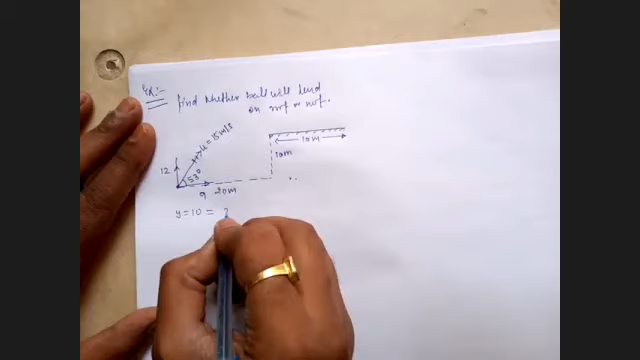 Ex:- find whether ball will land
on roof or not.
u = 15 m/s
12
53°
9
20m
10m
10m
y = 10 =